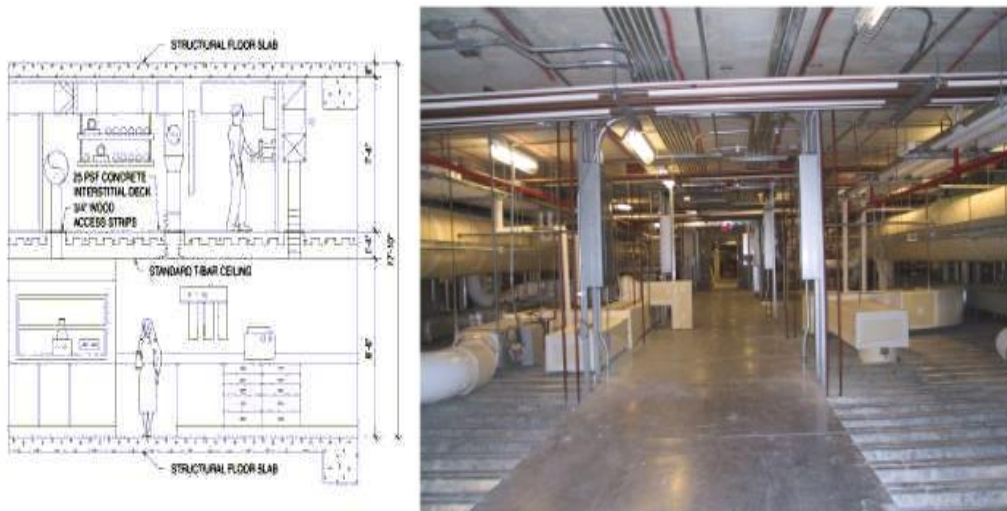 STRUCTURAL FLOOR SLAB
25 PSF CONCRETE
INTERSTITIAL DECK
3/4" WOOD
ACCESS STRIPS
STANDARD T-BAR CEILING
STRUCTURAL FLOOR SLAB